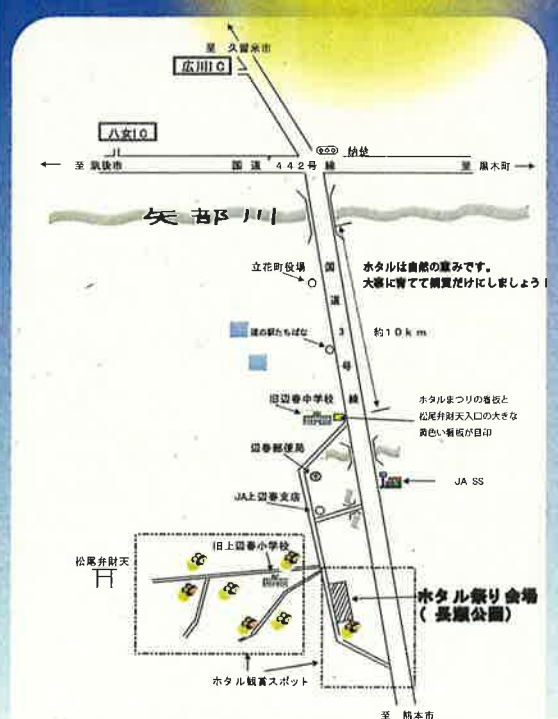 至 久留米市
広川IC
八女IC
納楚
至 筑後市
国道442号線
至 黒木町
矢部川
立花町役場
国道3号線
ホタルは自然の恵みです。
大事に育てて観賞だけにしましょう!
道の駅たちばな
約10km
旧辺春中学校
ホタルまつりの看板と
松尾弁財天入口の大きな
黄色い看板が目印
辺春郵便局
JA SS
JA上辺春支店
旧上辺春小学校
松尾弁財天
ホタル祭り会場
(長瀬公園)
ホタル観賞スポット
至 熊本市